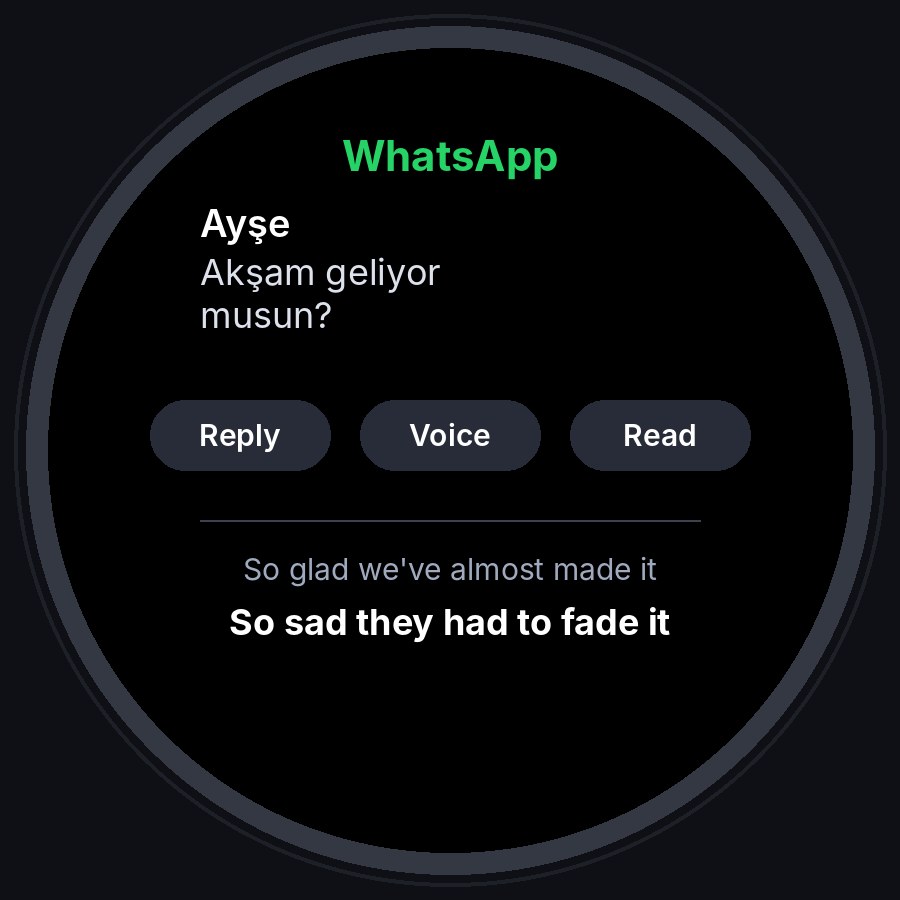 WhatsApp
Ayşe
Akşam geliyor
musun?
Reply Voice Read
So glad we've almost made it
So sad they had to fade it